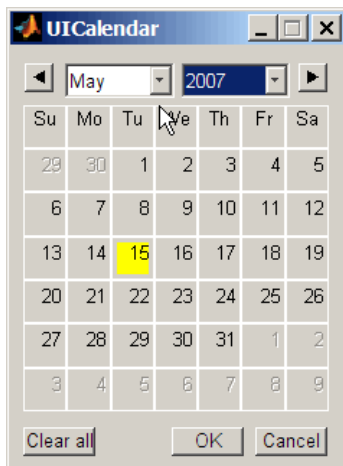 UICalendar
May 2007
Su Mo Tu We Th Fr Sa
29 30 1 2 3 4 5
6 7 8 9 10 11 12
13 14 15 16 17 18 19
20 21 22 23 24 25 26
27 28 29 30 31 1 2
3 4 5 6 7 8 9
Clear all OK Cancel